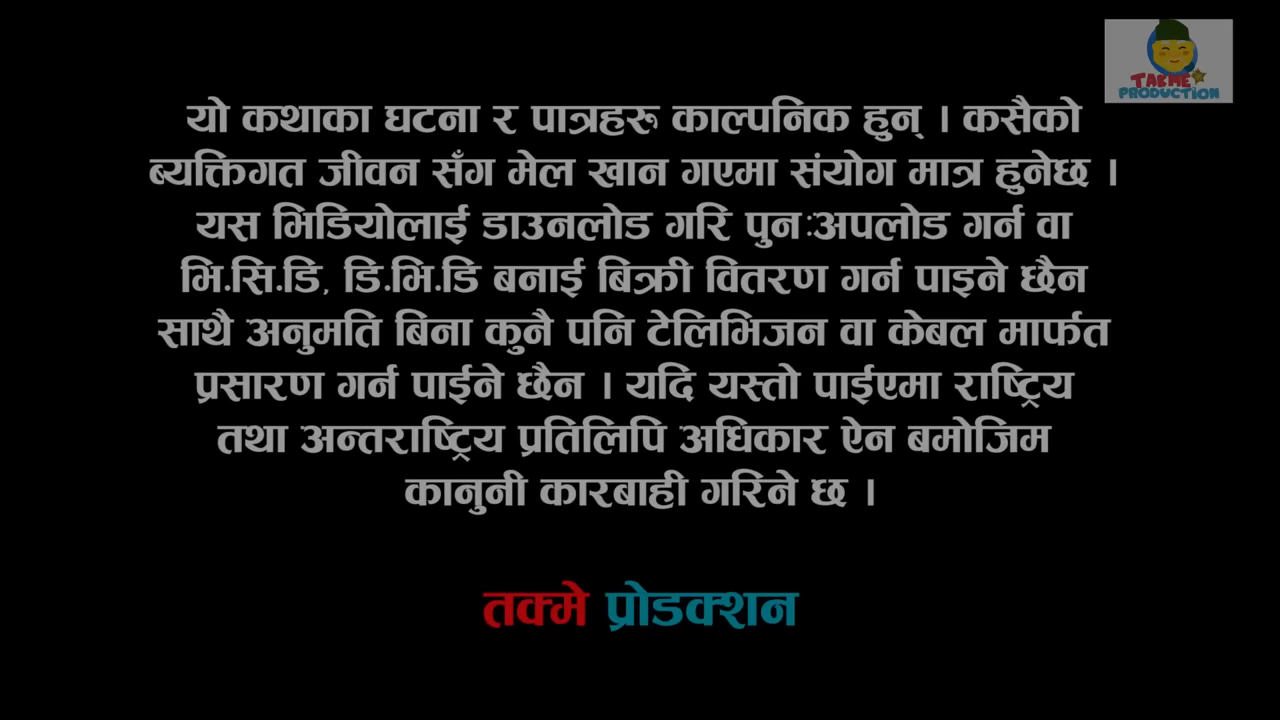 TAKME
PRODUCTION
यो कथाका घटना र पात्रहरू काल्पनिक हुन् । कसैको
ब्यक्तिगत जीवन सँग मेल खान गएमा संयोग मात्र हुनेछ ।
यस भिडियोलाई डाउनलोड गरि पुनःअपलोड गर्न वा
भि.सि.डि, डि.भि.डि बनाई बिक्री वितरण गर्न पाइने छैन
साथै अनुमति बिना कुनै पनि टेलिभिजन वा केबल मार्फत
प्रसारण गर्न पाईने छैन । यदि यस्तो पाईएमा राष्ट्रिय
तथा अन्तराष्ट्रिय प्रतिलिपि अधिकार ऐन बमोजिम
कानुनी कारबाही गरिने छ ।
तक्मे प्रोडक्शन